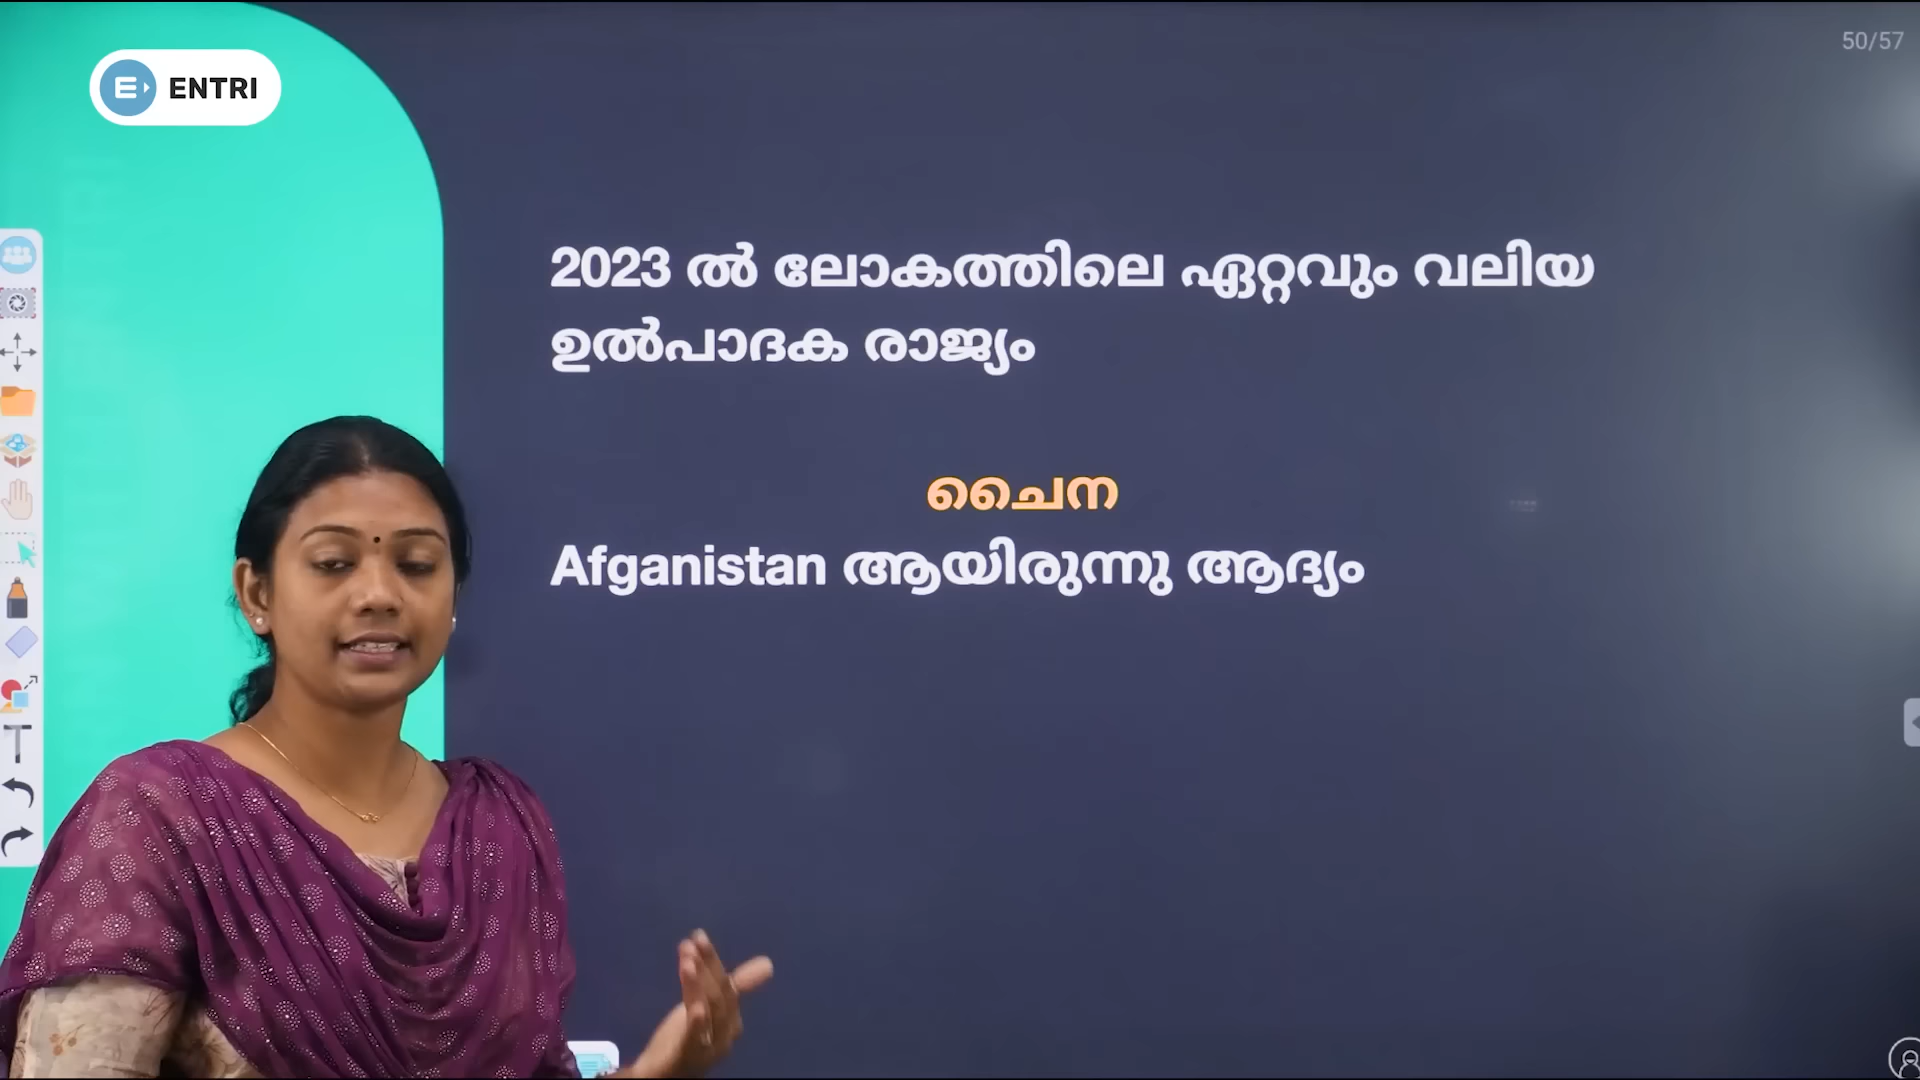 ENTRI
50/57
2023 ൽ ലോകത്തിലെ ഏറ്റവും വലിയ
ഉൽപാദക രാജ്യം
ചൈന
Afganistan ആയിരുന്നു ആദ്യം